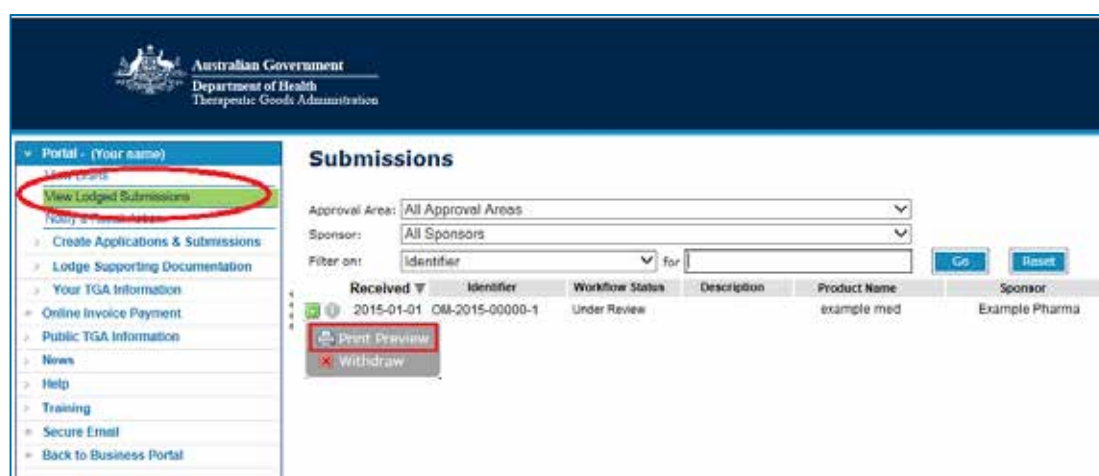 Australian Government
Department of Health
Therapeutic Goods Administration
Portal - (Your name)
View Drafts
View Lodged Submissions
Create Applications & Submissions
Lodge Supporting Documentation
Your TGA Information
Online Invoice Payment
Public TGA Information
News
Help
Training
Secure Email
Back to Business Portal
Submissions
Approval Area: All Approval Areas
Sponsor: All Sponsors
Filter on: Identifier for Go Reset
Received Identifier Workflow Status Description Product Name Sponsor
2015-01-01 OM-2015-00000-1 Under Review example med Example Pharma
Print Preview
Withdraw